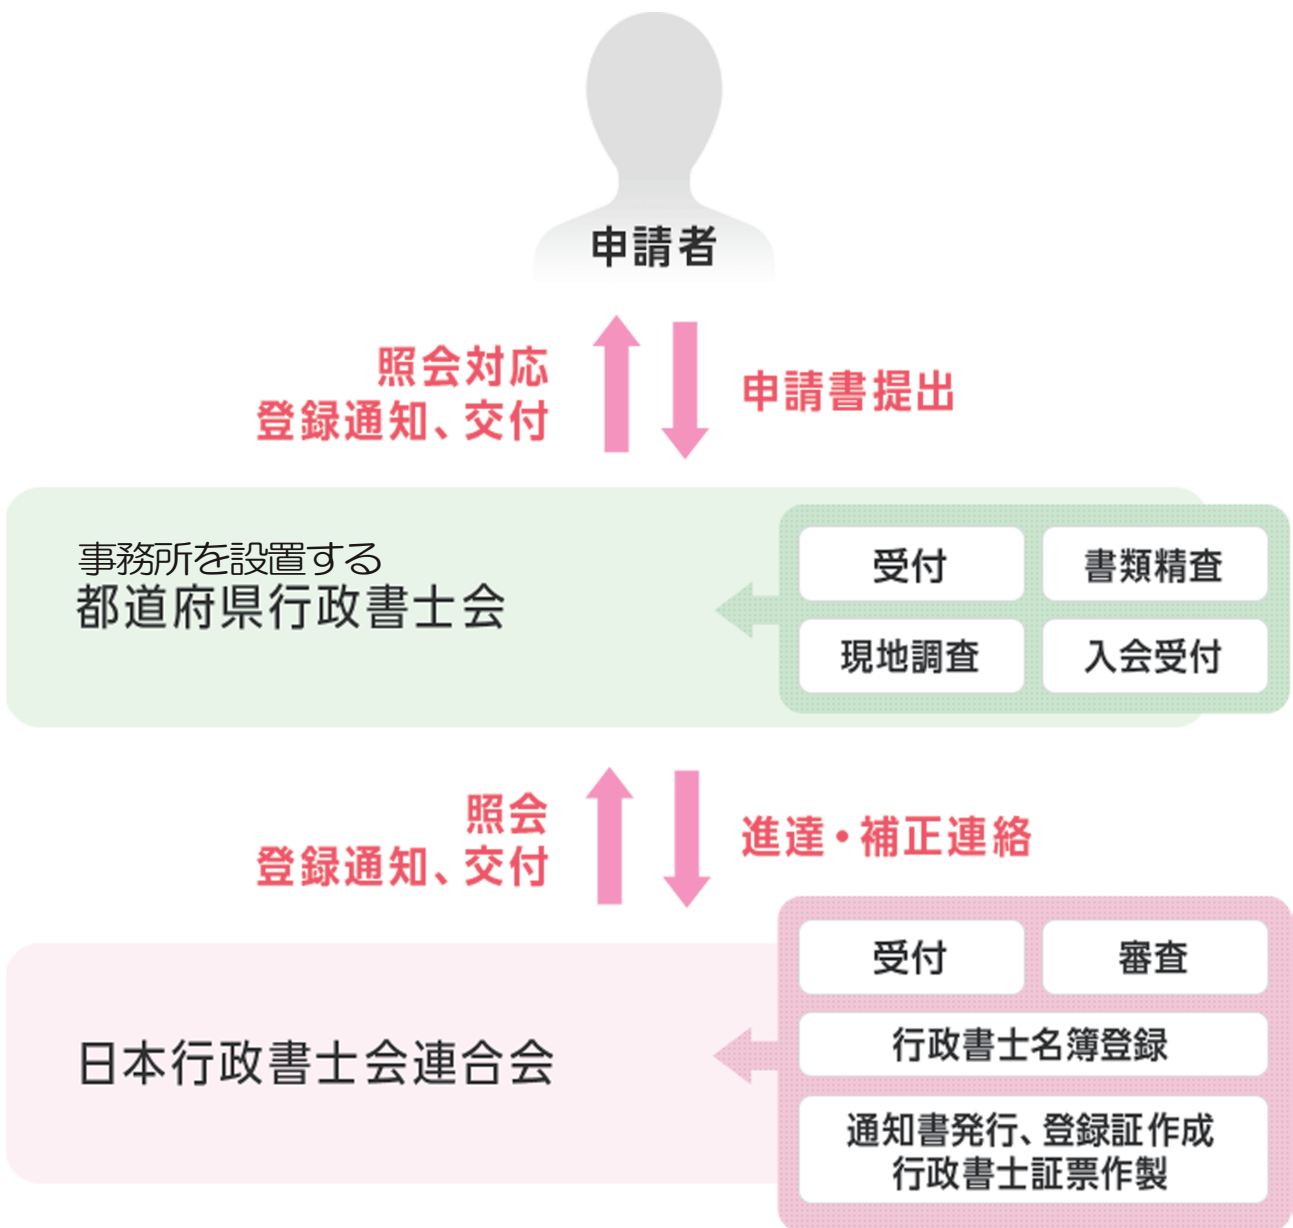 申請者
照会対応
登録通知、交付
申請書提出
事務所を設置する
都道府県行政書士会
受付
書類精査
現地調査
入会受付
照会
登録通知、交付
進達・補正連絡
日本行政書士会連合会
受付
審査
行政書士名簿登録
通知書発行、登録証作成
行政書士証票作製